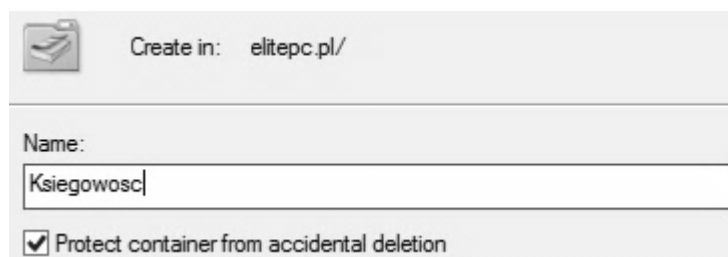 Create in: elitepc.pl/
Name:
Ksiegowosc
Protect container from accidental deletion